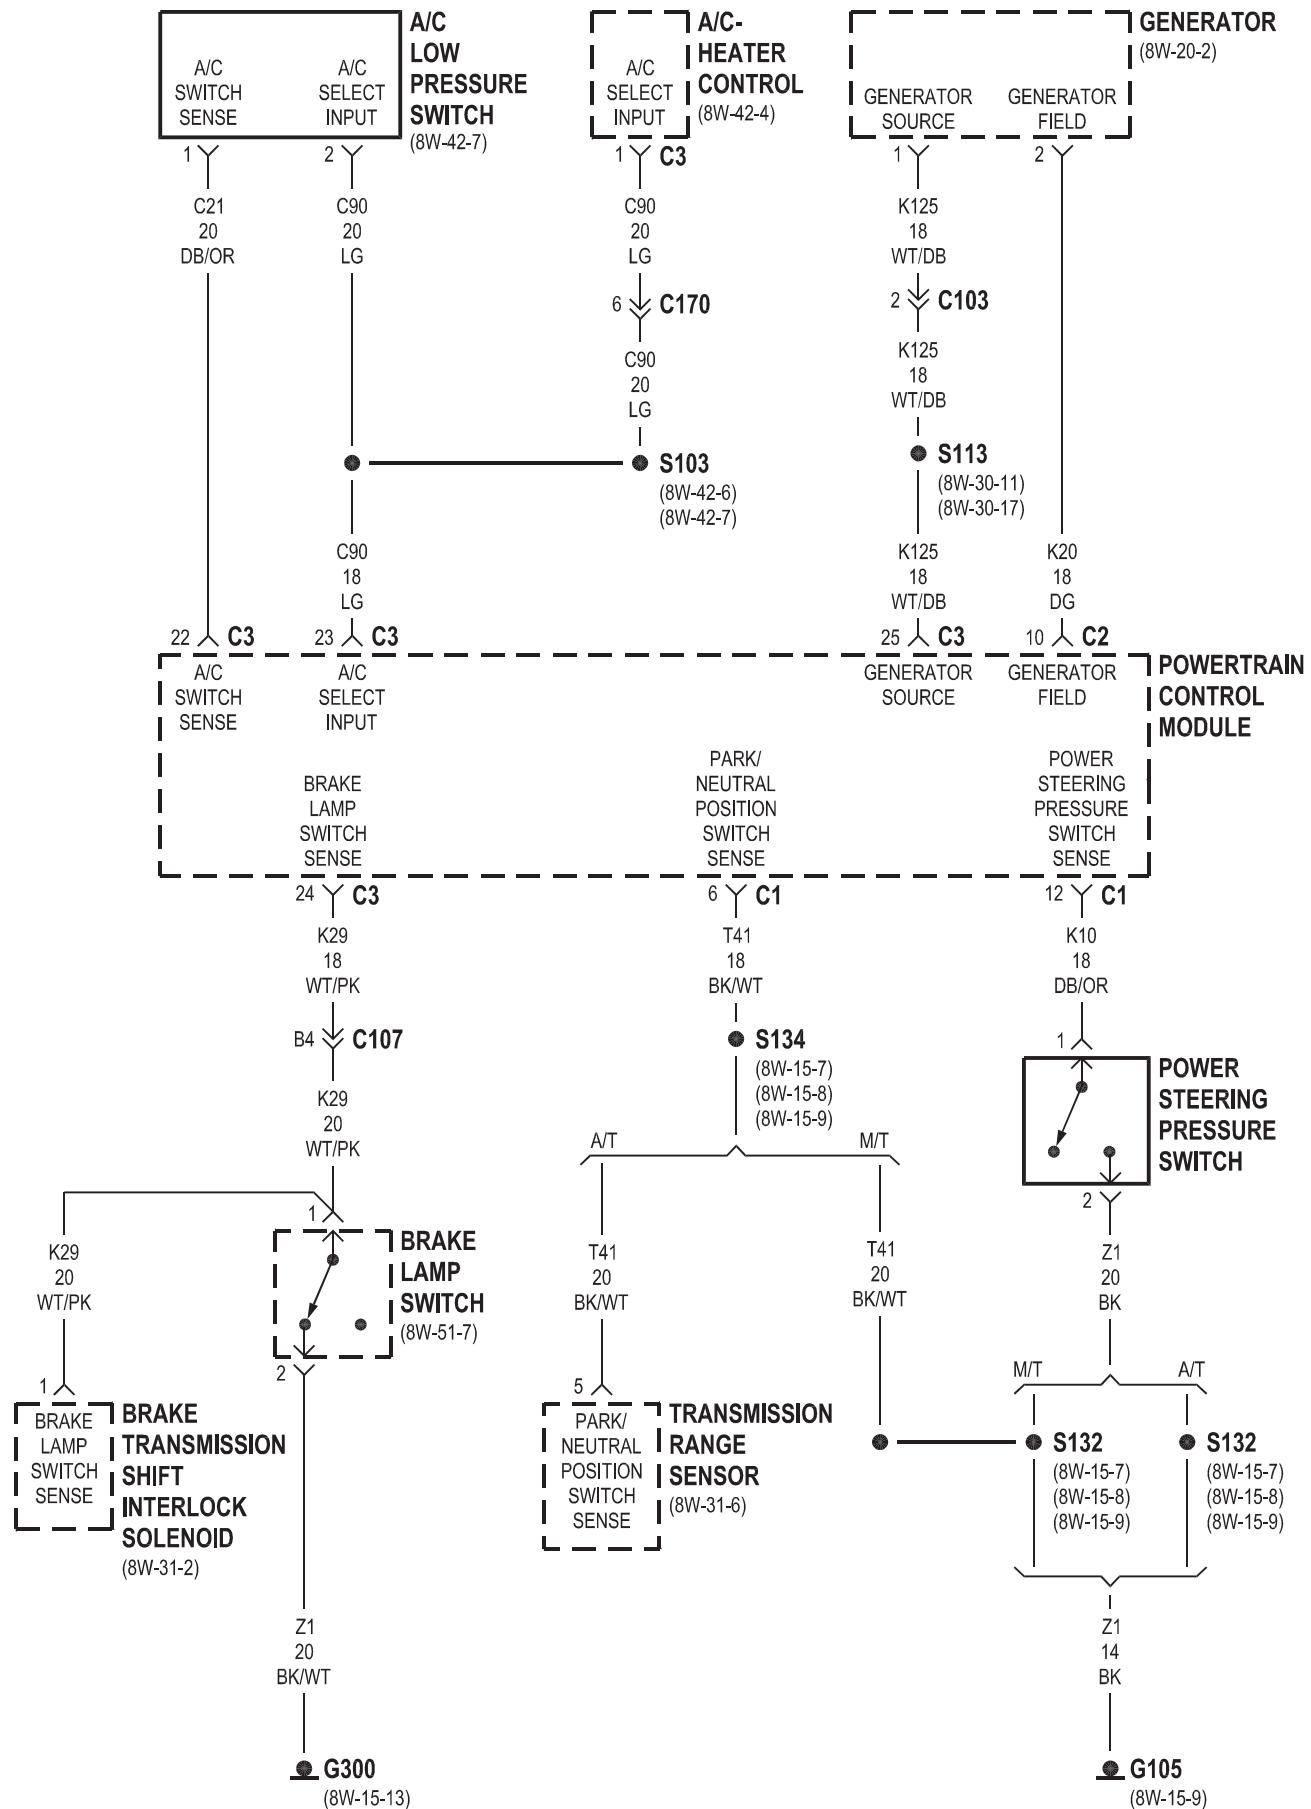 A/C
LOW
PRESSURE
SWITCH
(8W-42-7)
A/C
SWITCH
SENSE
A/C
SELECT
INPUT
A/C-
HEATER
CONTROL
(8W-42-4)
A/C
SELECT
INPUT
GENERATOR
(8W-20-2)
GENERATOR
SOURCE
GENERATOR
FIELD
1
2
1 C3
1
2
C21
20
DB/OR
C90
20
LG
C90
20
LG
K125
18
WT/DB
6 C170
2 C103
C90
20
LG
K125
18
WT/DB
S103
(8W-42-6)
(8W-42-7)
S113
(8W-30-11)
(8W-30-17)
C90
18
LG
K125
18
WT/DB
K20
18
DG
22 C3
23 C3
25 C3
10 C2
POWERTRAIN
CONTROL
MODULE
A/C
SWITCH
SENSE
A/C
SELECT
INPUT
GENERATOR
SOURCE
GENERATOR
FIELD
BRAKE
LAMP
SWITCH
SENSE
PARK/
NEUTRAL
POSITION
SWITCH
SENSE
POWER
STEERING
PRESSURE
SWITCH
SENSE
24 C3
6 C1
12 C1
K29
18
WT/PK
T41
18
BK/WT
K10
18
DB/OR
B4 C107
S134
(8W-15-7)
(8W-15-8)
(8W-15-9)
1
POWER
STEERING
PRESSURE
SWITCH
K29
20
WT/PK
A/T
M/T
2
1
BRAKE
LAMP
SWITCH
(8W-51-7)
K29
20
WT/PK
T41
20
BK/WT
T41
20
BK/WT
Z1
20
BK
2
M/T
A/T
1
BRAKE
LAMP
SWITCH
SENSE
BRAKE
TRANSMISSION
SHIFT
INTERLOCK
SOLENOID
(8W-31-2)
5
PARK/
NEUTRAL
POSITION
SWITCH
SENSE
TRANSMISSION
RANGE
SENSOR
(8W-31-6)
S132
(8W-15-7)
(8W-15-8)
(8W-15-9)
S132
(8W-15-7)
(8W-15-8)
(8W-15-9)
Z1
20
BK/WT
Z1
14
BK
G300
(8W-15-13)
G105
(8W-15-9)